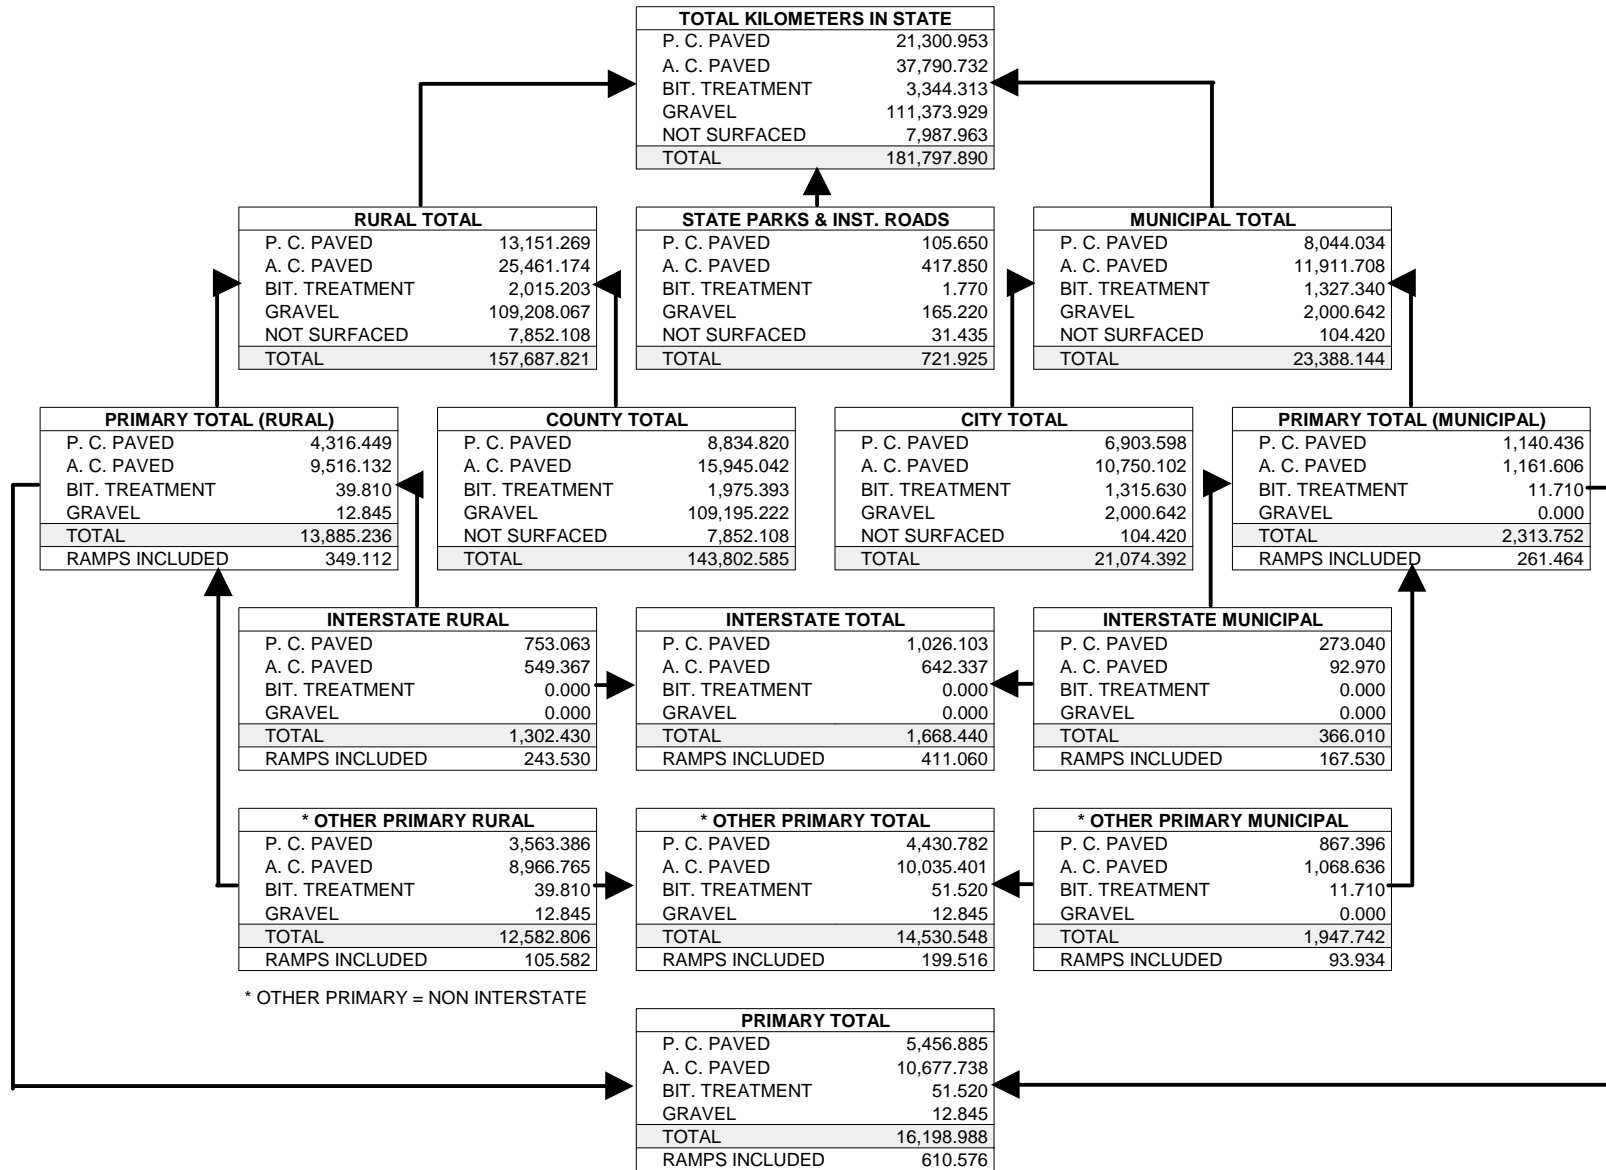 TOTAL KILOMETERS IN STATE
P. C. PAVED 21,300.953
A. C. PAVED 37,790.732
BIT. TREATMENT 3,344.313
GRAVEL 111,373.929
NOT SURFACED 7,987.963
TOTAL 181,797.890
RURAL TOTAL
P. C. PAVED 13,151.269
A. C. PAVED 25,461.174
BIT. TREATMENT 2,015.203
GRAVEL 109,208.067
NOT SURFACED 7,852.108
TOTAL 157,687.821
STATE PARKS & INST. ROADS
P. C. PAVED 105.650
A. C. PAVED 417.850
BIT. TREATMENT 1.770
GRAVEL 165.220
NOT SURFACED 31.435
TOTAL 721.925
MUNICIPAL TOTAL
P. C. PAVED 8,044.034
A. C. PAVED 11,911.708
BIT. TREATMENT 1,327.340
GRAVEL 2,000.642
NOT SURFACED 104.420
TOTAL 23,388.144
PRIMARY TOTAL (RURAL)
P. C. PAVED 4,316.449
A. C. PAVED 9,516.132
BIT. TREATMENT 39.810
GRAVEL 12.845
TOTAL 13,885.236
RAMPS INCLUDED 349.112
COUNTY TOTAL
P. C. PAVED 8,834.820
A. C. PAVED 15,945.042
BIT. TREATMENT 1,975.393
GRAVEL 109,195.222
NOT SURFACED 7,852.108
TOTAL 143,802.585
CITY TOTAL
P. C. PAVED 6,903.598
A. C. PAVED 10,750.102
BIT. TREATMENT 1,315.630
GRAVEL 2,000.642
NOT SURFACED 104.420
TOTAL 21,074.392
PRIMARY TOTAL (MUNICIPAL)
P. C. PAVED 1,140.436
A. C. PAVED 1,161.606
BIT. TREATMENT 11.710
GRAVEL 0.000
TOTAL 2,313.752
RAMPS INCLUDED 261.464
INTERSTATE RURAL
P. C. PAVED 753.063
A. C. PAVED 549.367
BIT. TREATMENT 0.000
GRAVEL 0.000
TOTAL 1,302.430
RAMPS INCLUDED 243.530
INTERSTATE TOTAL
P. C. PAVED 1,026.103
A. C. PAVED 642.337
BIT. TREATMENT 0.000
GRAVEL 0.000
TOTAL 1,668.440
RAMPS INCLUDED 411.060
INTERSTATE MUNICIPAL
P. C. PAVED 273.040
A. C. PAVED 92.970
BIT. TREATMENT 0.000
GRAVEL 0.000
TOTAL 366.010
RAMPS INCLUDED 167.530
* OTHER PRIMARY RURAL
P. C. PAVED 3,563.386
A. C. PAVED 8,966.765
BIT. TREATMENT 39.810
GRAVEL 12.845
TOTAL 12,582.806
RAMPS INCLUDED 105.582
* OTHER PRIMARY TOTAL
P. C. PAVED 4,430.782
A. C. PAVED 10,035.401
BIT. TREATMENT 51.520
GRAVEL 12.845
TOTAL 14,530.548
RAMPS INCLUDED 199.516
* OTHER PRIMARY MUNICIPAL
P. C. PAVED 867.396
A. C. PAVED 1,068.636
BIT. TREATMENT 11.710
GRAVEL 0.000
TOTAL 1,947.742
RAMPS INCLUDED 93.934
* OTHER PRIMARY = NON INTERSTATE
PRIMARY TOTAL
P. C. PAVED 5,456.885
A. C. PAVED 10,677.738
BIT. TREATMENT 51.520
GRAVEL 12.845
TOTAL 16,198.988
RAMPS INCLUDED 610.576